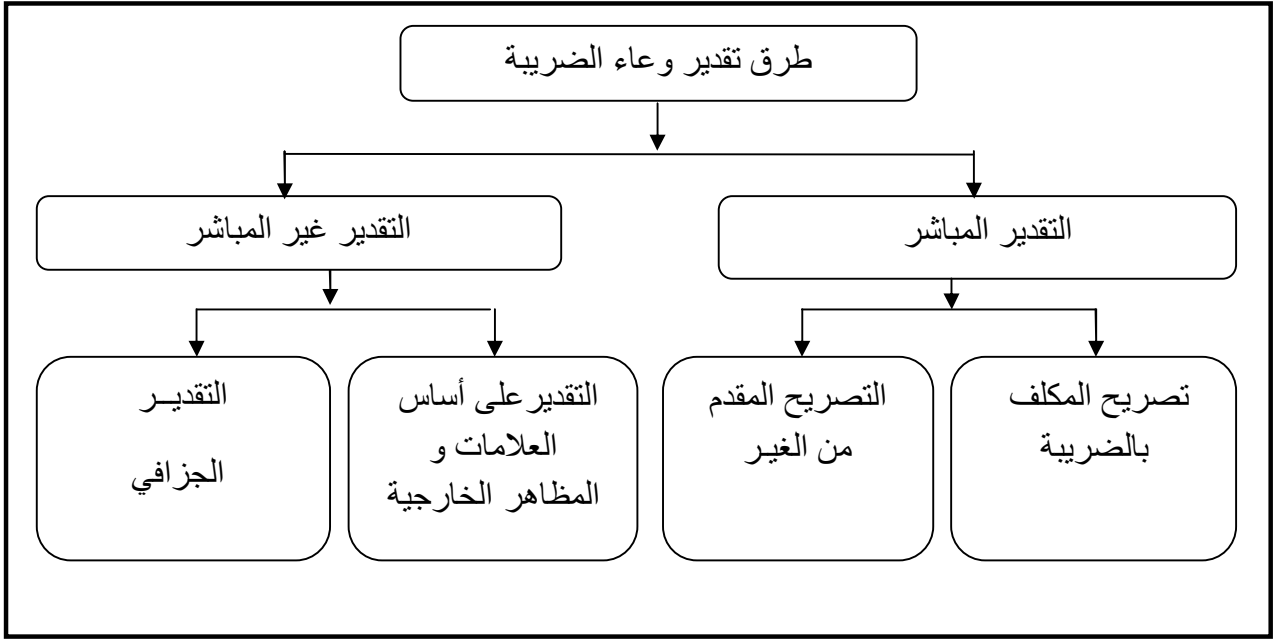 طرق تقدير وعاء الضريبة
التقدير المباشر
التقدير غير المباشر
تصريح المكلف
بالضريبة
التصريح المقدم
من الغيـر
التقدير على أساس
العلامات و
المظاهر الخارجية
التقديــر
الجزافي